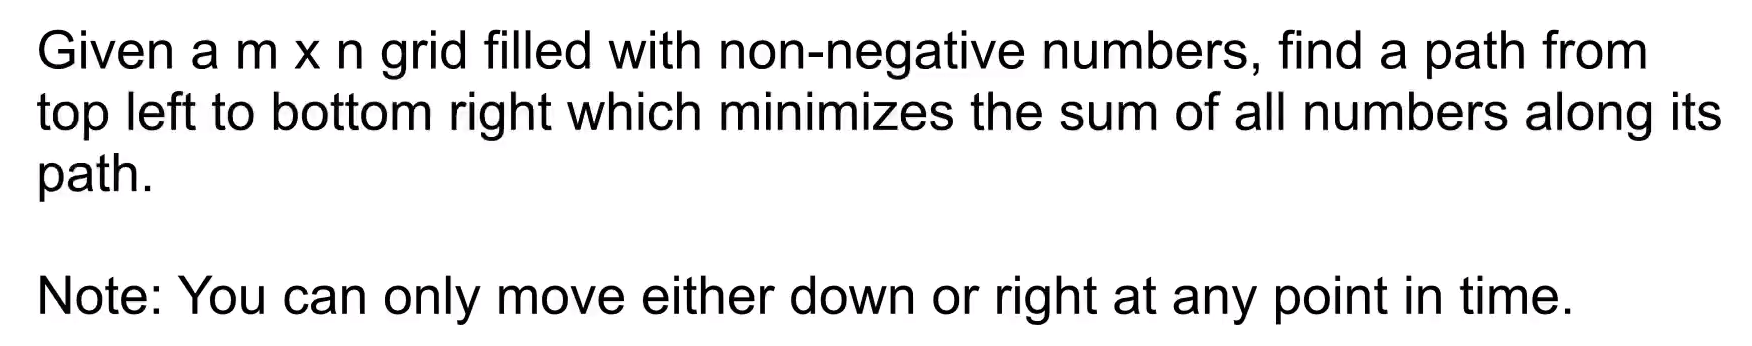 Given a m x n grid filled with non-negative numbers, find a path from
top left to bottom right which minimizes the sum of all numbers along its
path.
Note: You can only move either down or right at any point in time.